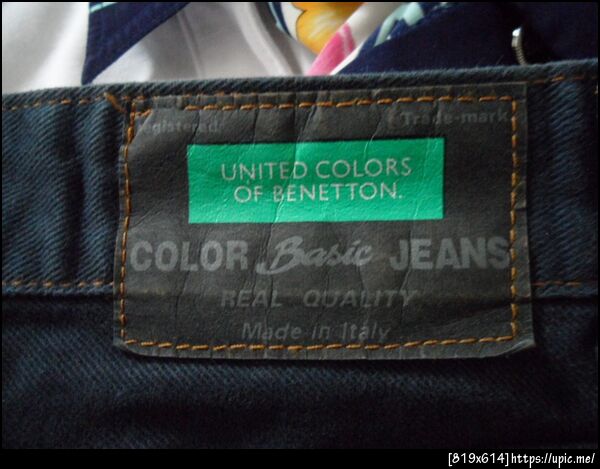 Registered Trade-mark
UNITED COLORS
OF BENETTON.
COLOR Basic JEANS
REAL QUALITY
Made in Italy
[819x614]https://upic.me/